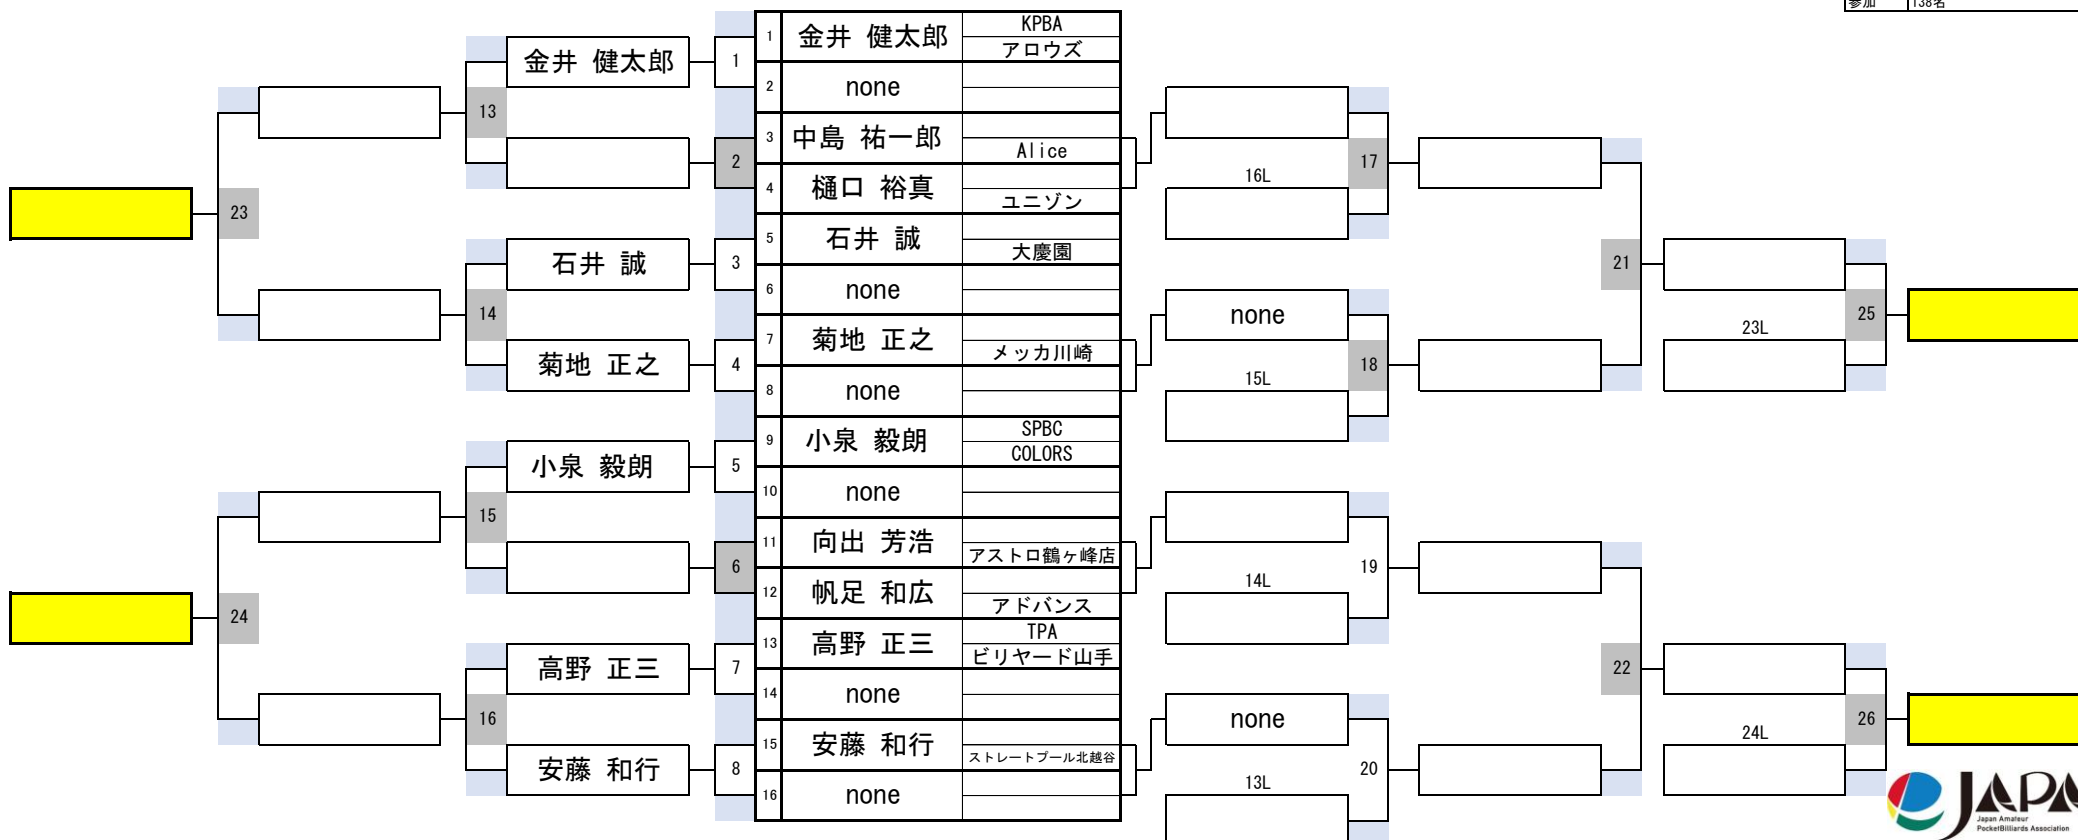 参加 138名
1 金井 健太郎 KPBA
アロウズ
2 none
3 中島 祐一郎 Alice
4 樋口 裕真 ユニゾン
5 石井 誠 大慶園
6 none
7 菊地 正之 メッカ川崎
8 none
9 小泉 毅朗 SPBC
COLORS
10 none
11 向出 芳浩 アストロ鶴ヶ峰店
12 帆足 和広 アドバンス
13 高野 正三 TPA
ビリヤード山手
14 none
15 安藤 和行 ストレートプール北越谷
16 none
金井 健太郎 1
13
2
23
石井 誠 3
14
菊地 正之 4
小泉 毅朗 5
15
6
24
高野 正三 7
16
安藤 和行 8
17
16L
21
none
18
15L
23L
25
19
14L
22
none
20
13L
24L
26
JAPA
Japan Amateur
PocketBilliards Association